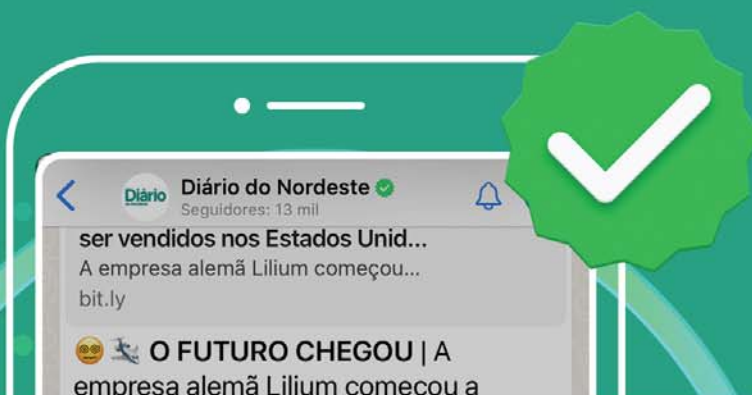 Diário
Diário do Nordeste
Seguidores: 13 mil
ser vendidos nos Estados Unid...
A empresa alemã Lilium começou...
bit.ly
O FUTURO CHEGOU | A
empresa alemã Lilium começou a